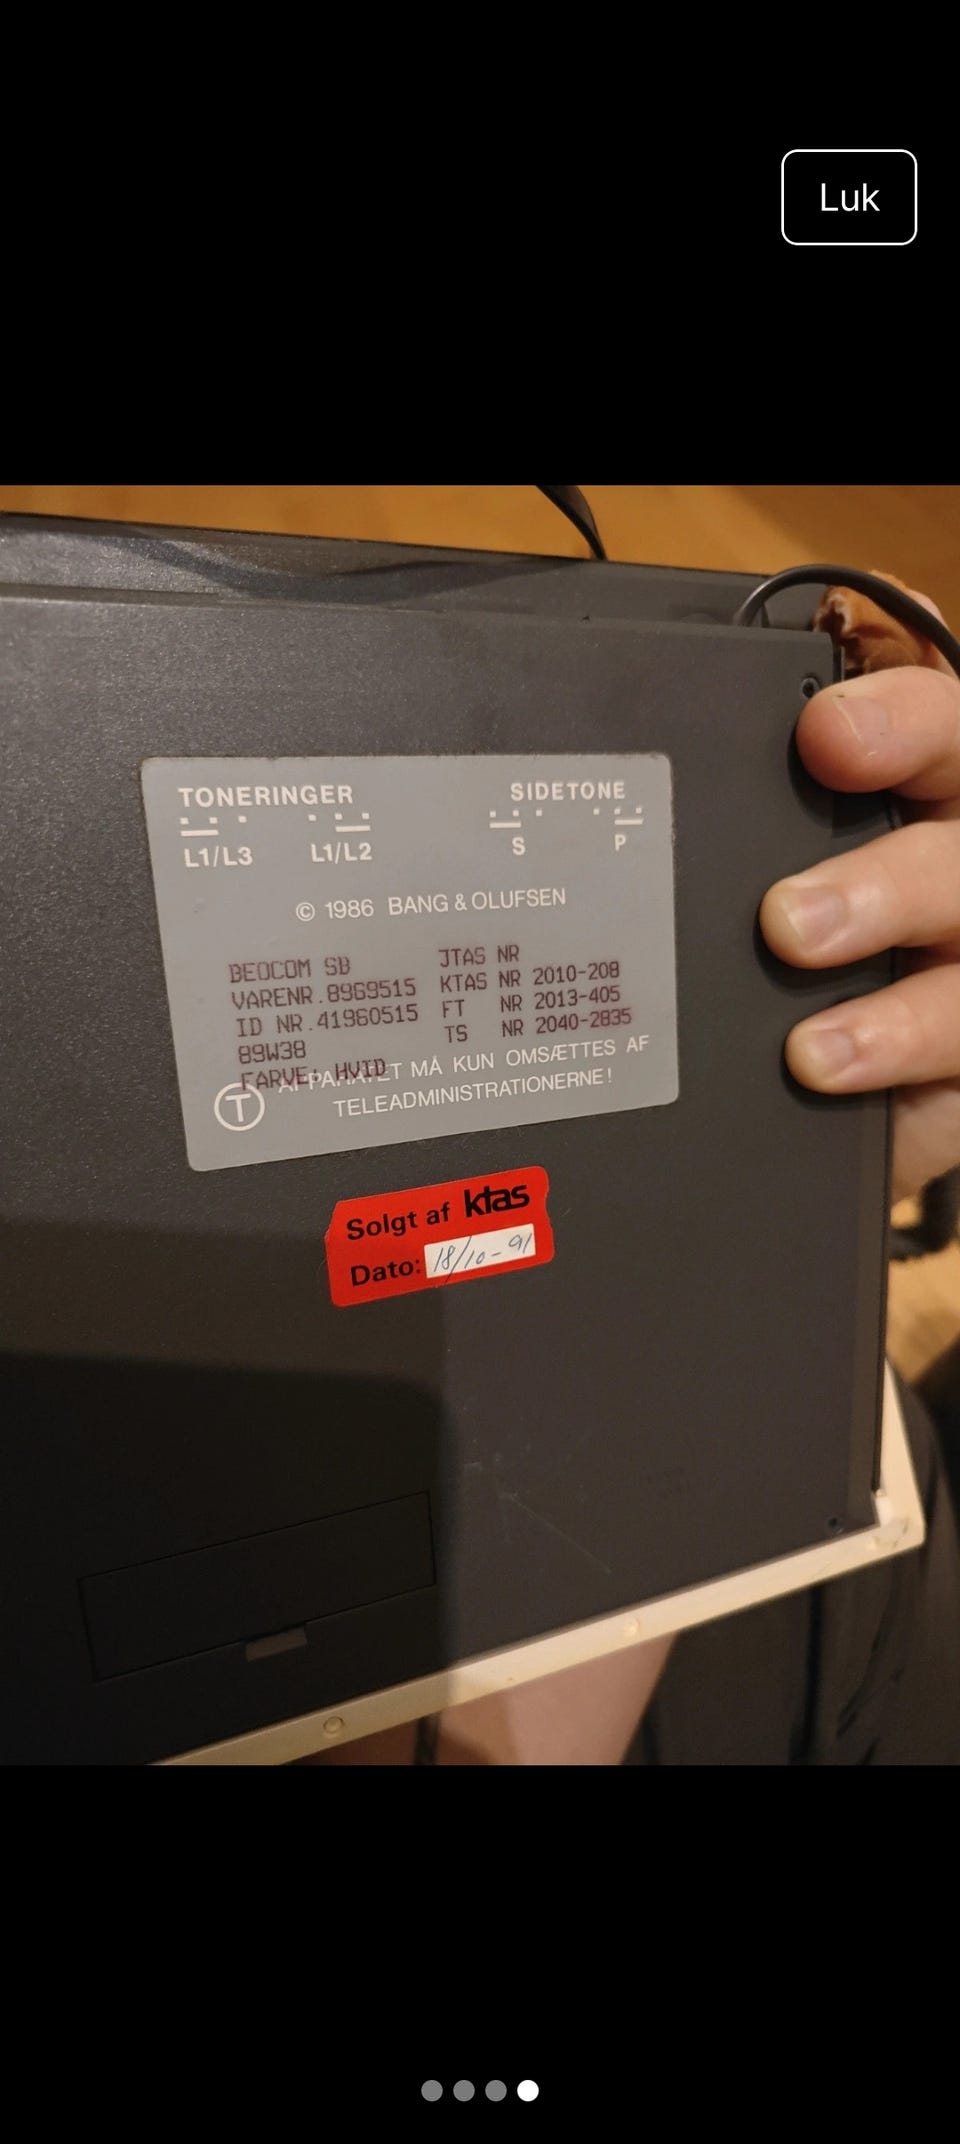 Luk
TONERINGER SIDETONE
L1/L3 L1/L2 S P
© 1986 BANG & OLUFSEN
BEOCOM SB JTAS NR
VARENR.8969515 KTAS NR 2010-208
ID NR.41960515 FT NR 2013-405
89W38 TS NR 2040-2835
FARVE: HVID
T APPARATET MÅ KUN OMSÆTTES AF
TELEADMINISTRATIONERNE!
Solgt af ktas
Dato: 18/10-91